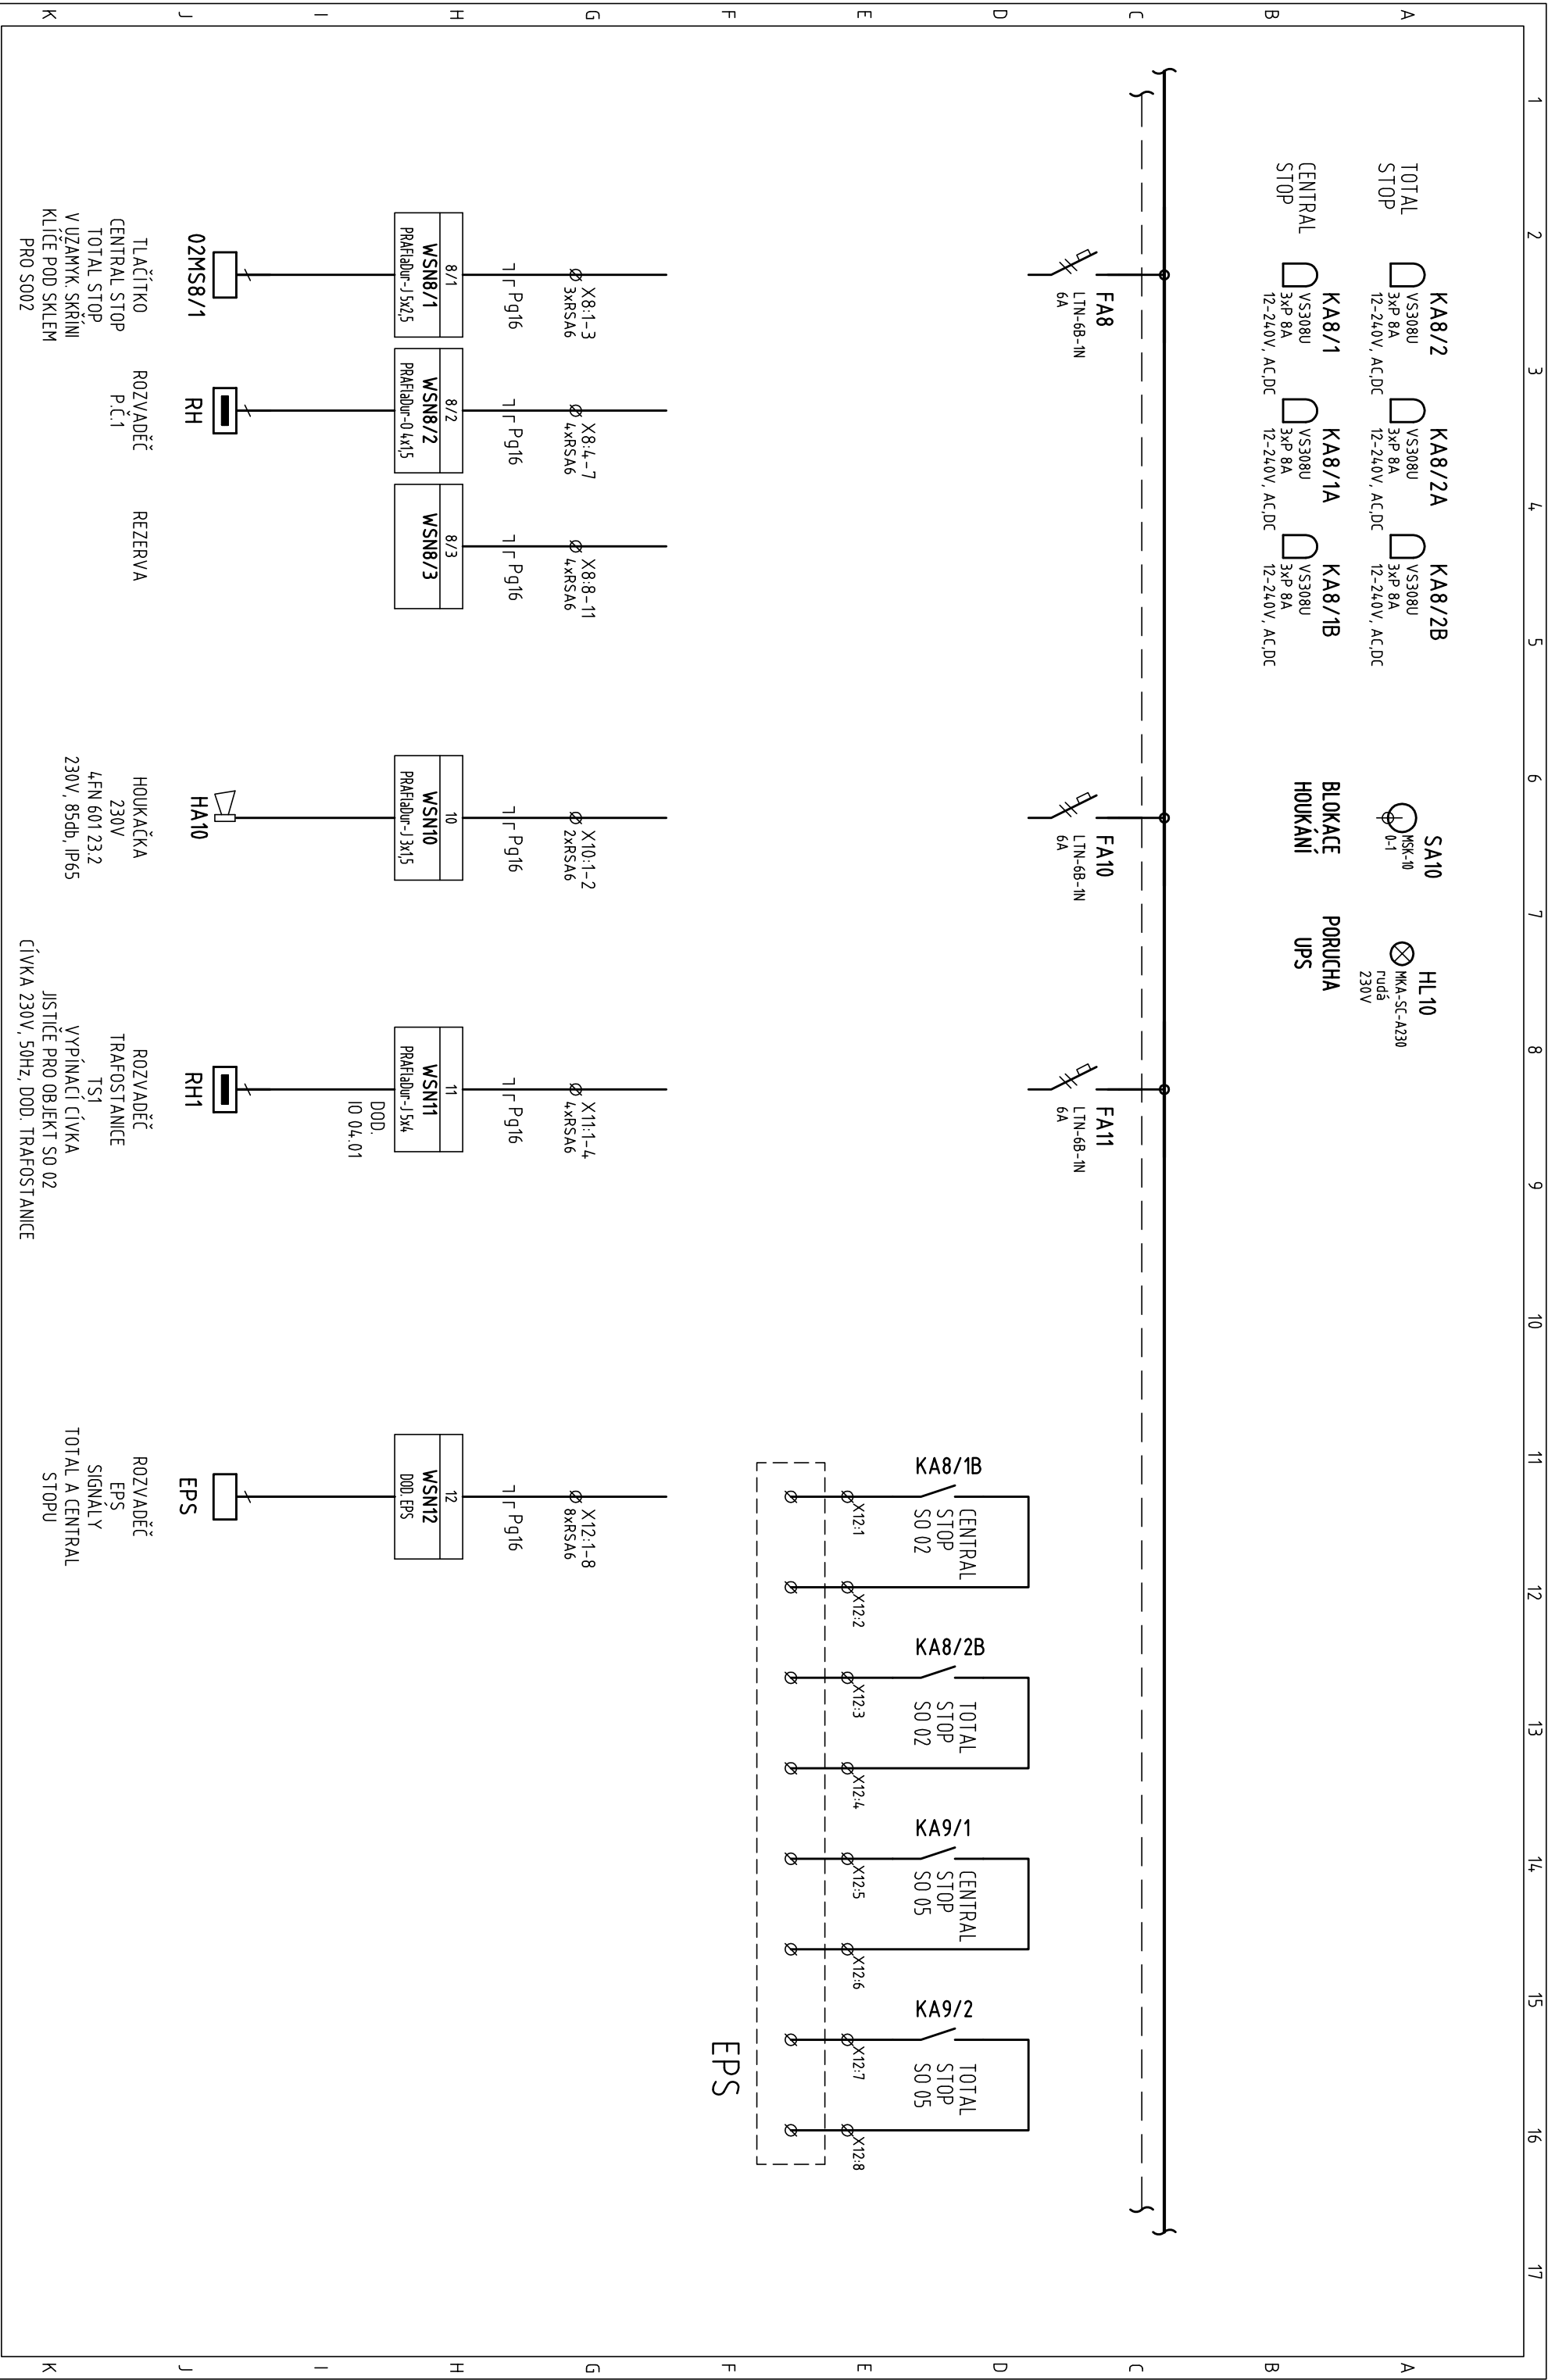 1
2
3
4
5
6
7
8
9
10
11
12
13
14
15
16
17
A
B
C
D
E
F
G
H
I
J
K
A
B
C
D
E
F
G
H
I
J
K
TOTAL
STOP
KA8/2
VS308U
3xP 8A
12-240V, AC,DC
KA8/2A
VS308U
3xP 8A
12-240V, AC,DC
KA8/2B
VS308U
3xP 8A
12-240V, AC,DC
CENTRAL
STOP
KA8/1
VS308U
3xP 8A
12-240V, AC,DC
KA8/1A
VS308U
3xP 8A
12-240V, AC,DC
KA8/1B
VS308U
3xP 8A
12-240V, AC,DC
SA10
MSK-10
0-1
BLOKACE
HOUKÁNÍ
HL10
MKA-SC-A230
rudá
230V
PORUCHA
UPS
FA8
LTN-6B-1N
6A
FA10
LTN-6B-1N
6A
FA11
LTN-6B-1N
6A
KA8/1B
CENTRAL
STOP
SO 02
X12:1
X12:2
KA8/2B
TOTAL
STOP
SO 02
X12:3
X12:4
KA9/1
CENTRAL
STOP
SO 05
X12:5
X12:6
KA9/2
TOTAL
STOP
SO 05
X12:7
X12:8
EPS
X8:1-3
3xRSA6
Pg16
8/1
WSN8/1
PRAFlaDur-J 5x2,5
02MS8/1
TLAČÍTKO
CENTRAL STOP
TOTAL STOP
V UZAMYK. SKŘÍNI
KLÍČE POD SKLEM
PRO SO02
X8:4-7
4xRSA6
Pg16
8/2
WSN8/2
PRAFlaDur-O 4x1,5
RH
ROZVADĚČ
P.Č.1
X8:8-11
4xRSA6
Pg16
8/3
WSN8/3
REZERVA
X10:1-2
2xRSA6
Pg16
10
WSN10
PRAFlaDur-J 3x1,5
HA10
HOUKAČKA
230V
4FN 601 23.2
230V, 85db, IP65
X11:1-4
4xRSA6
Pg16
11
WSN11
PRAFlaDur-J 5x4
DOD.
IO 04.01
RH1
ROZVADĚČ
TRAFOSTANICE
TS1
VYPÍNACÍ CÍVKA
JISTIČE PRO OBJEKT SO 02
CÍVKA 230V, 50Hz, DOD. TRAFOSTANICE
X12:1-8
8xRSA6
Pg16
12
WSN12
DOD. EPS
EPS
ROZVADĚČ
EPS
SIGNÁLY
TOTAL A CENTRAL
STOPU